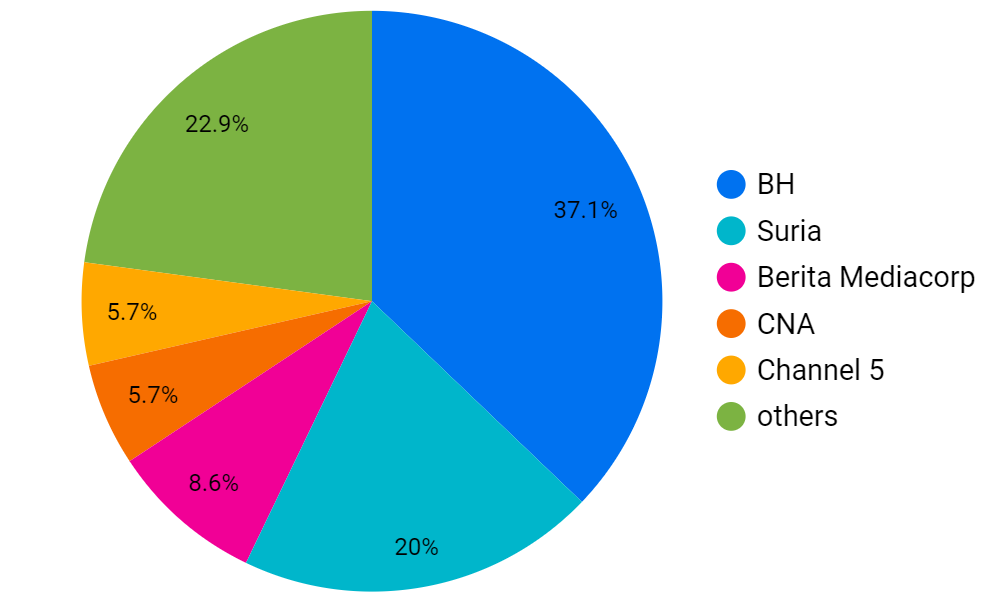 22.9%
37.1%
5.7%
5.7%
8.6%
20%
BH
Suria
Berita Mediacorp
CNA
Channel 5
others